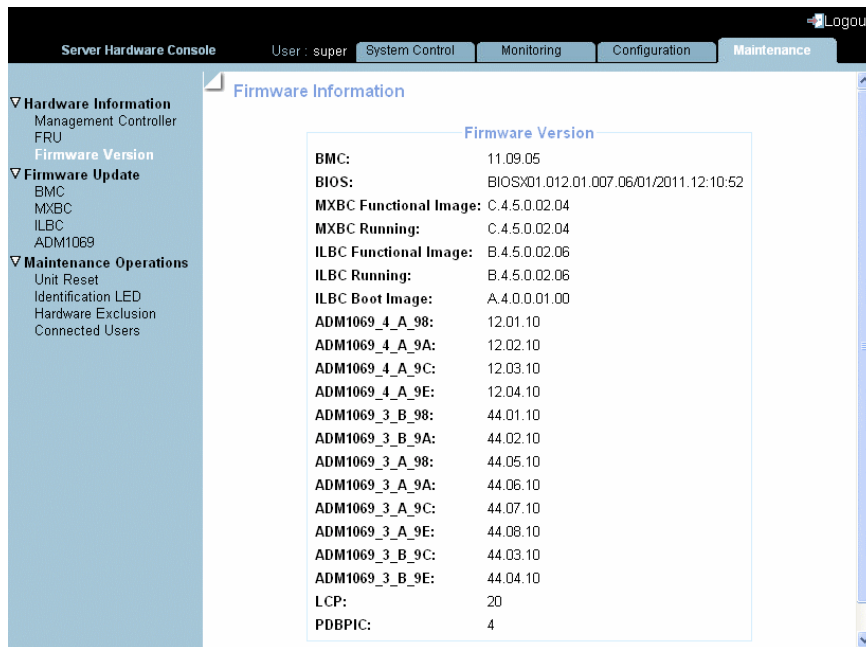 Logou
Server Hardware Console User : super System Control Monitoring Configuration Maintenance
Hardware Information
Management Controller
FRU
Firmware Version
Firmware Update
BMC
MXBC
ILBC
ADM1069
Maintenance Operations
Unit Reset
Identification LED
Hardware Exclusion
Connected Users
Firmware Information
Firmware Version
BMC: 11.09.05
BIOS: BIOSX01.012.01.007.06/01/2011.12:10:52
MXBC Functional Image: C.4.5.0.02.04
MXBC Running: C.4.5.0.02.04
ILBC Functional Image: B.4.5.0.02.06
ILBC Running: B.4.5.0.02.06
ILBC Boot Image: A.4.0.0.01.00
ADM1069_4_A_98: 12.01.10
ADM1069_4_A_9A: 12.02.10
ADM1069_4_A_9C: 12.03.10
ADM1069_4_A_9E: 12.04.10
ADM1069_3_B_98: 44.01.10
ADM1069_3_B_9A: 44.02.10
ADM1069_3_A_98: 44.05.10
ADM1069_3_A_9A: 44.06.10
ADM1069_3_A_9C: 44.07.10
ADM1069_3_A_9E: 44.08.10
ADM1069_3_B_9C: 44.03.10
ADM1069_3_B_9E: 44.04.10
LCP: 20
PDBPIC: 4